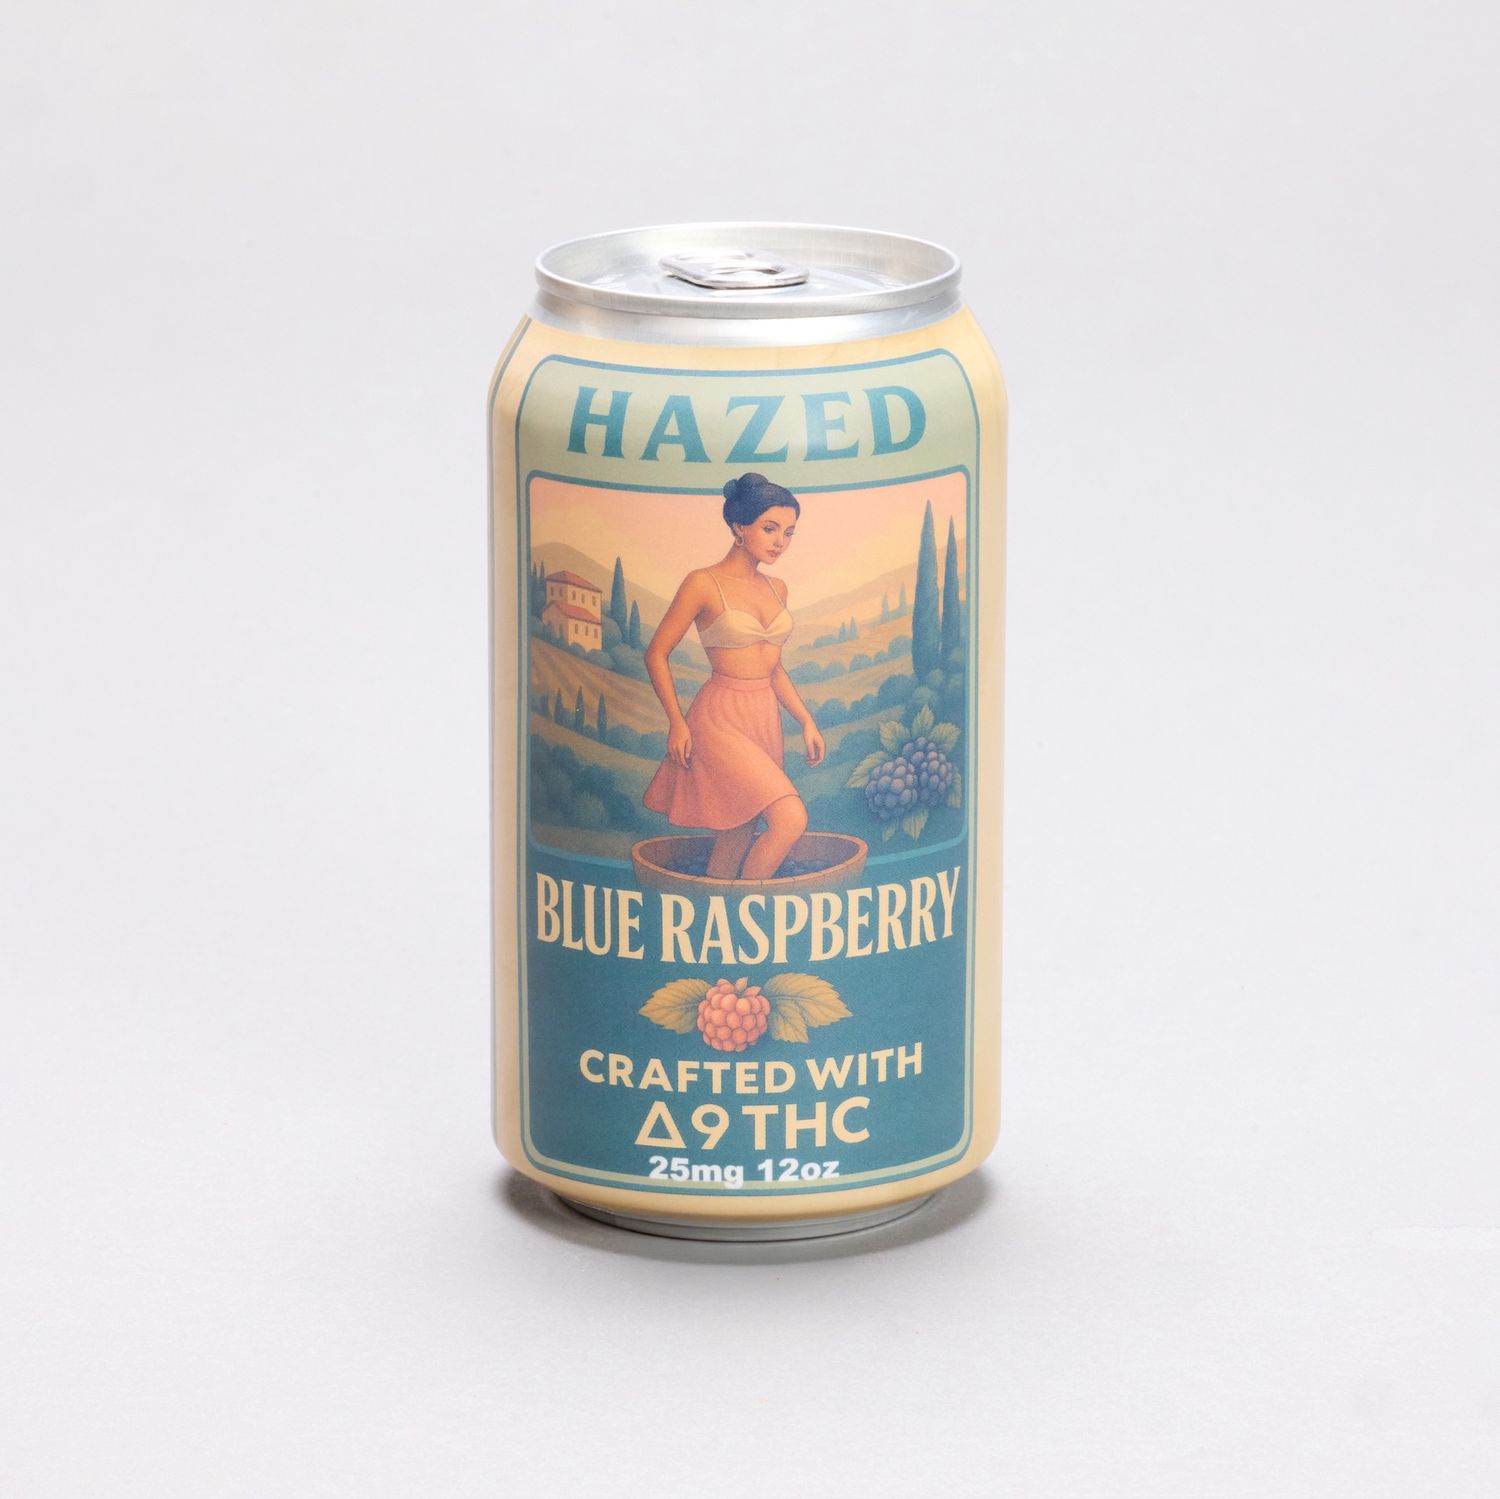 HAZED
BLUE RASPBERRY
CRAFTED WITH
Δ9 THC
25mg 12oz